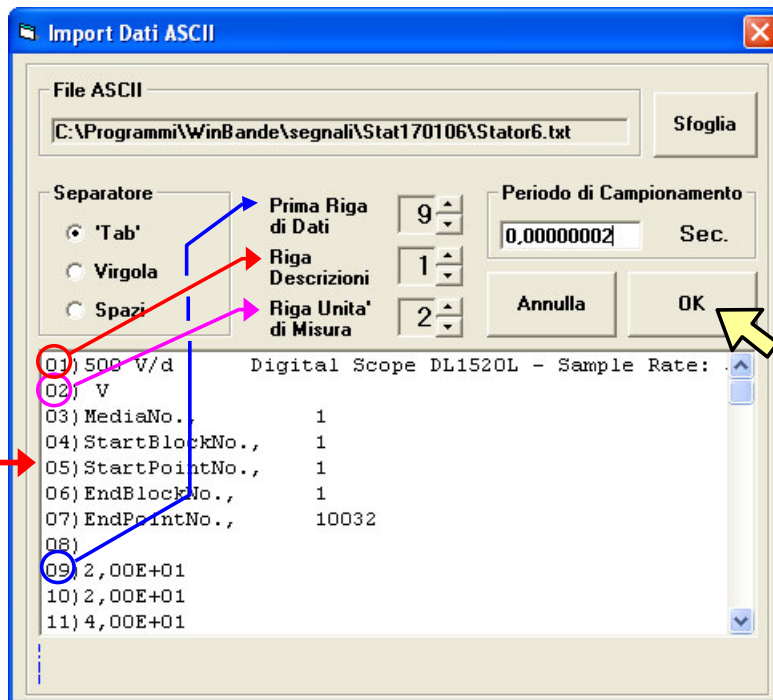 Import Dati ASCII
File ASCII
C:\Programmi\WinBande\segnali\Stat170106\Stator6.txt
Sfoglia
Separatore
'Tab'
Virgola
Spazi
Prima Riga
di Dati
9
Riga
Descrizioni
1
Riga Unita'
di Misura
2
Periodo di Campionamento
0,00000002
Sec.
Annulla
OK
01)500 V/d Digital Scope DL1520L - Sample Rate:
02) V
03)MediaNo., 1
04)StartBlockNo., 1
05)StartPointNo., 1
06)EndBlockNo., 1
07)EndPointNo., 10032
08)
09)2,00E+01
10)2,00E+01
11)4,00E+01